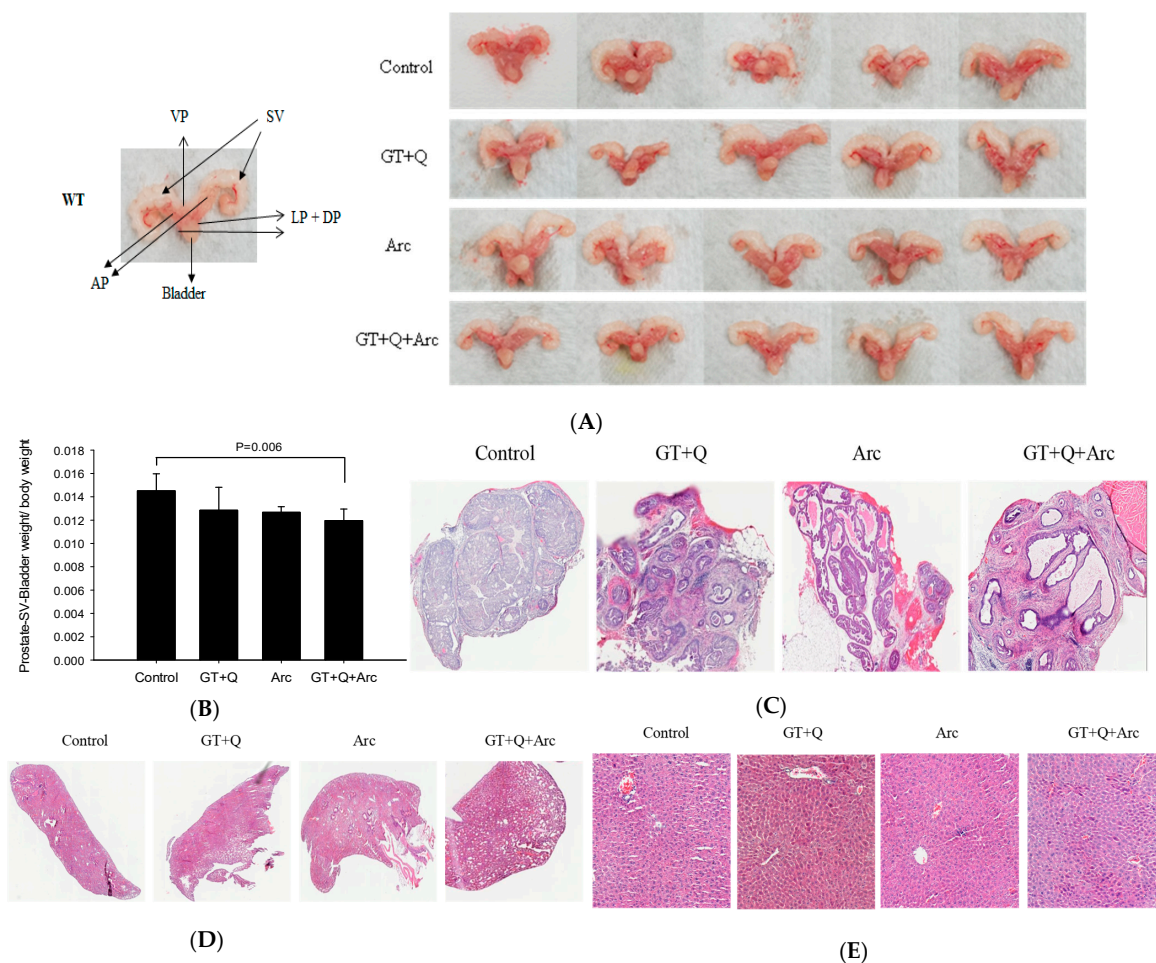 VP
SV
WT
LP + DP
AP
Bladder
Control
GT+Q
Arc
GT+Q+Arc
(A)
Prostate-SV-Bladder weight/ body weight
0.018
0.016
0.014
0.012
0.010
0.008
0.006
0.004
0.002
0.000
P=0.006
Control GT+Q Arc GT+Q+Arc
(B)
Control GT+Q Arc GT+Q+Arc
(C)
Control GT+Q Arc GT+Q+Arc
(D)
Control GT+Q Arc GT+Q+Arc
(E)